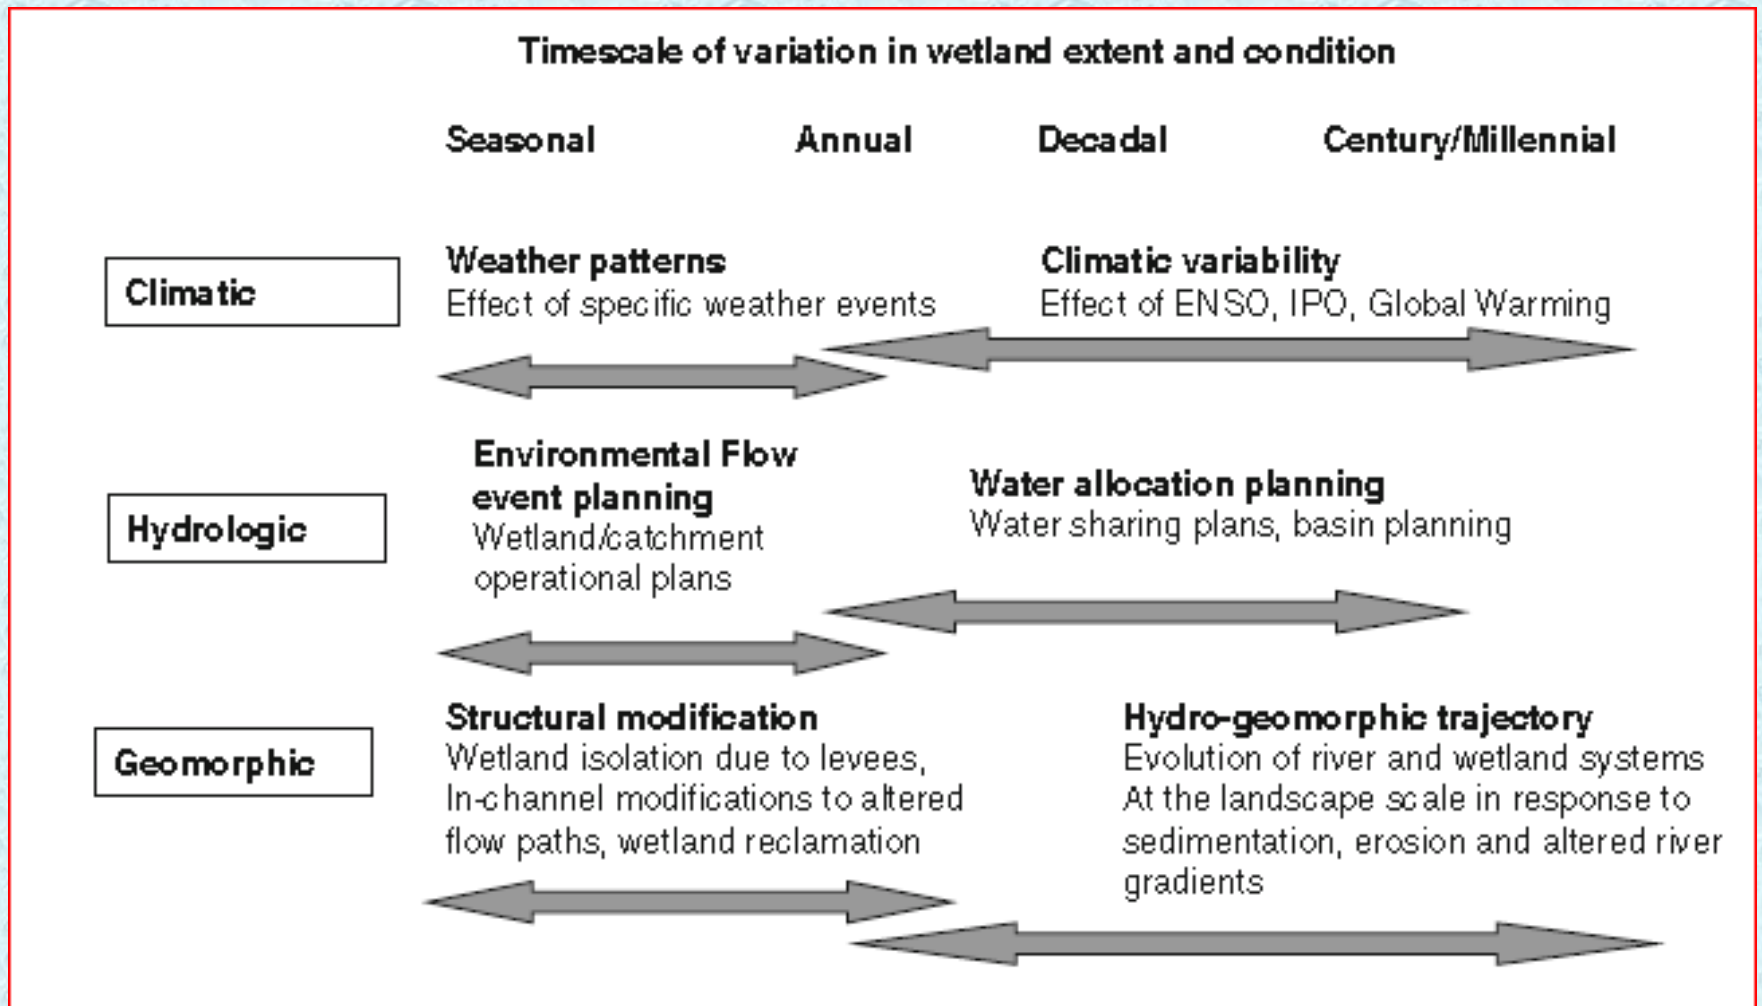 Timescale of variation in wetland extent and condition
Seasonal Annual Decadal Century/Millennial
Climatic
Weather patterns
Effect of specific weather events
Climatic variability
Effect of ENSO, IPO, Global Warming
Hydrologic
Environmental Flow
event planning
Wetland/catchment
operational plans
Water allocation planning
Water sharing plans, basin planning
Geomorphic
Structural modification
Wetland isolation due to levees,
In-channel modifications to altered
flow paths, wetland reclamation
Hydro-geomorphic trajectory
Evolution of river and wetland systems
At the landscape scale in response to
sedimentation, erosion and altered river
gradients